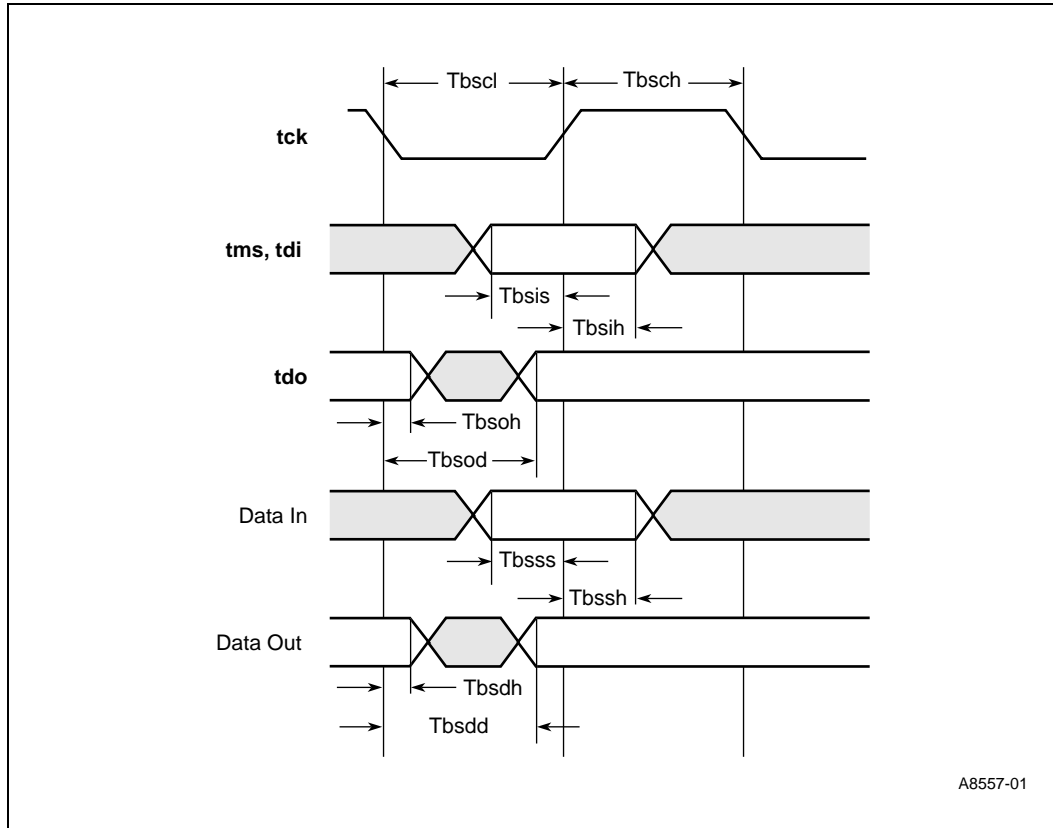 Tbscl
Tbsch
tck
tms, tdi
Tbsis
Tbsih
tdo
Tbsoh
Tbsod
Data In
Tbsss
Tbssh
Data Out
Tbsdh
Tbsdd
A8557-01